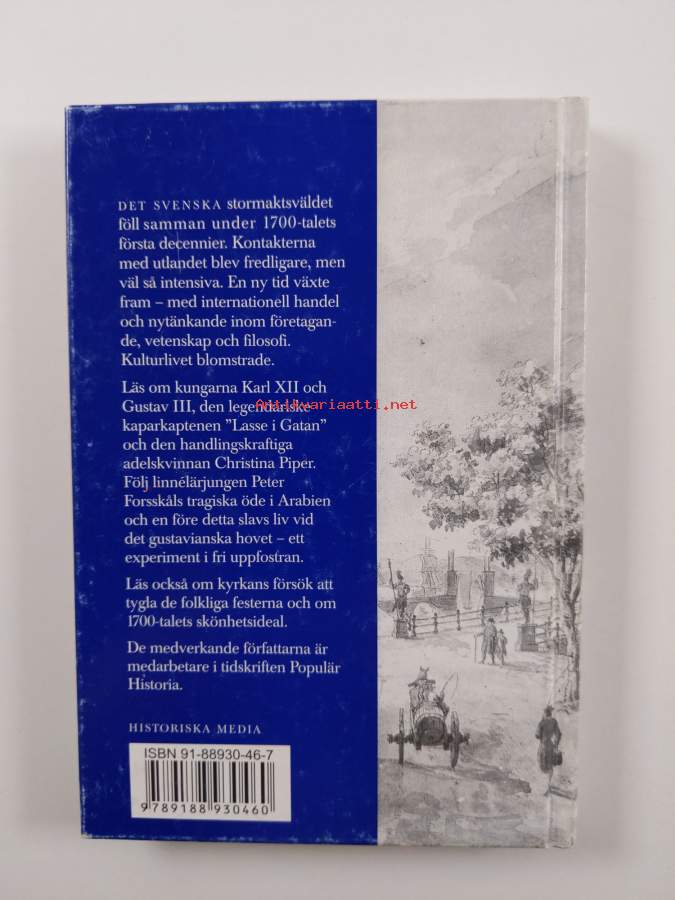 DET SVENSKA stormaktsväldet
föll samman under 1700-talets
första decennier. Kontakterna
med utlandet blev fredligare, men
väl så intensiva. En ny tid växte
fram – med internationell handel
och nytänkande inom företagan-
de, vetenskap och filosofi.
Kulturlivet blomstrade.
Läs om kungarna Karl XII och
Gustav III, den legendariske
Antikvariaatti.net
kaparkaptenen ”Lasse i Gatan”
och den handlingskraftiga
adelskvinnan Christina Piper.
Följ linnélärjungen Peter
Forsskåls tragiska öde i Arabien
och en före detta slavs liv vid
det gustavianska hovet – ett
experiment i fri uppfostran.
Läs också om kyrkans försök att
tygla de folkliga festerna och om
1700-talets skönhetsideal.
De medverkande författarna är
medarbetare i tidskriften Populär
Historia.
HISTORISKA MEDIA
ISBN 91-88930-46-7
9 789188 930460